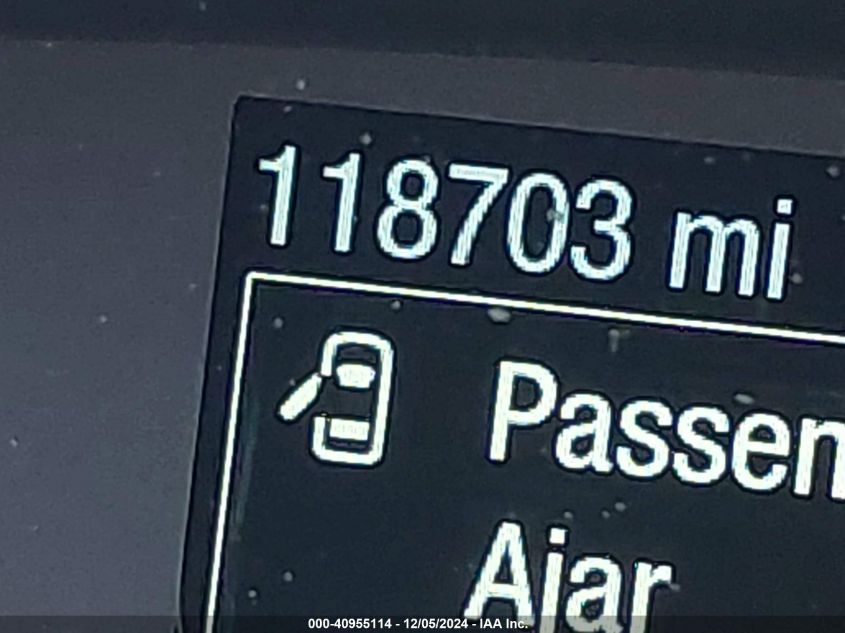 118703 mi
Passen
Ajar
000-40955114 - 12/05/2024 - IAA Inc.